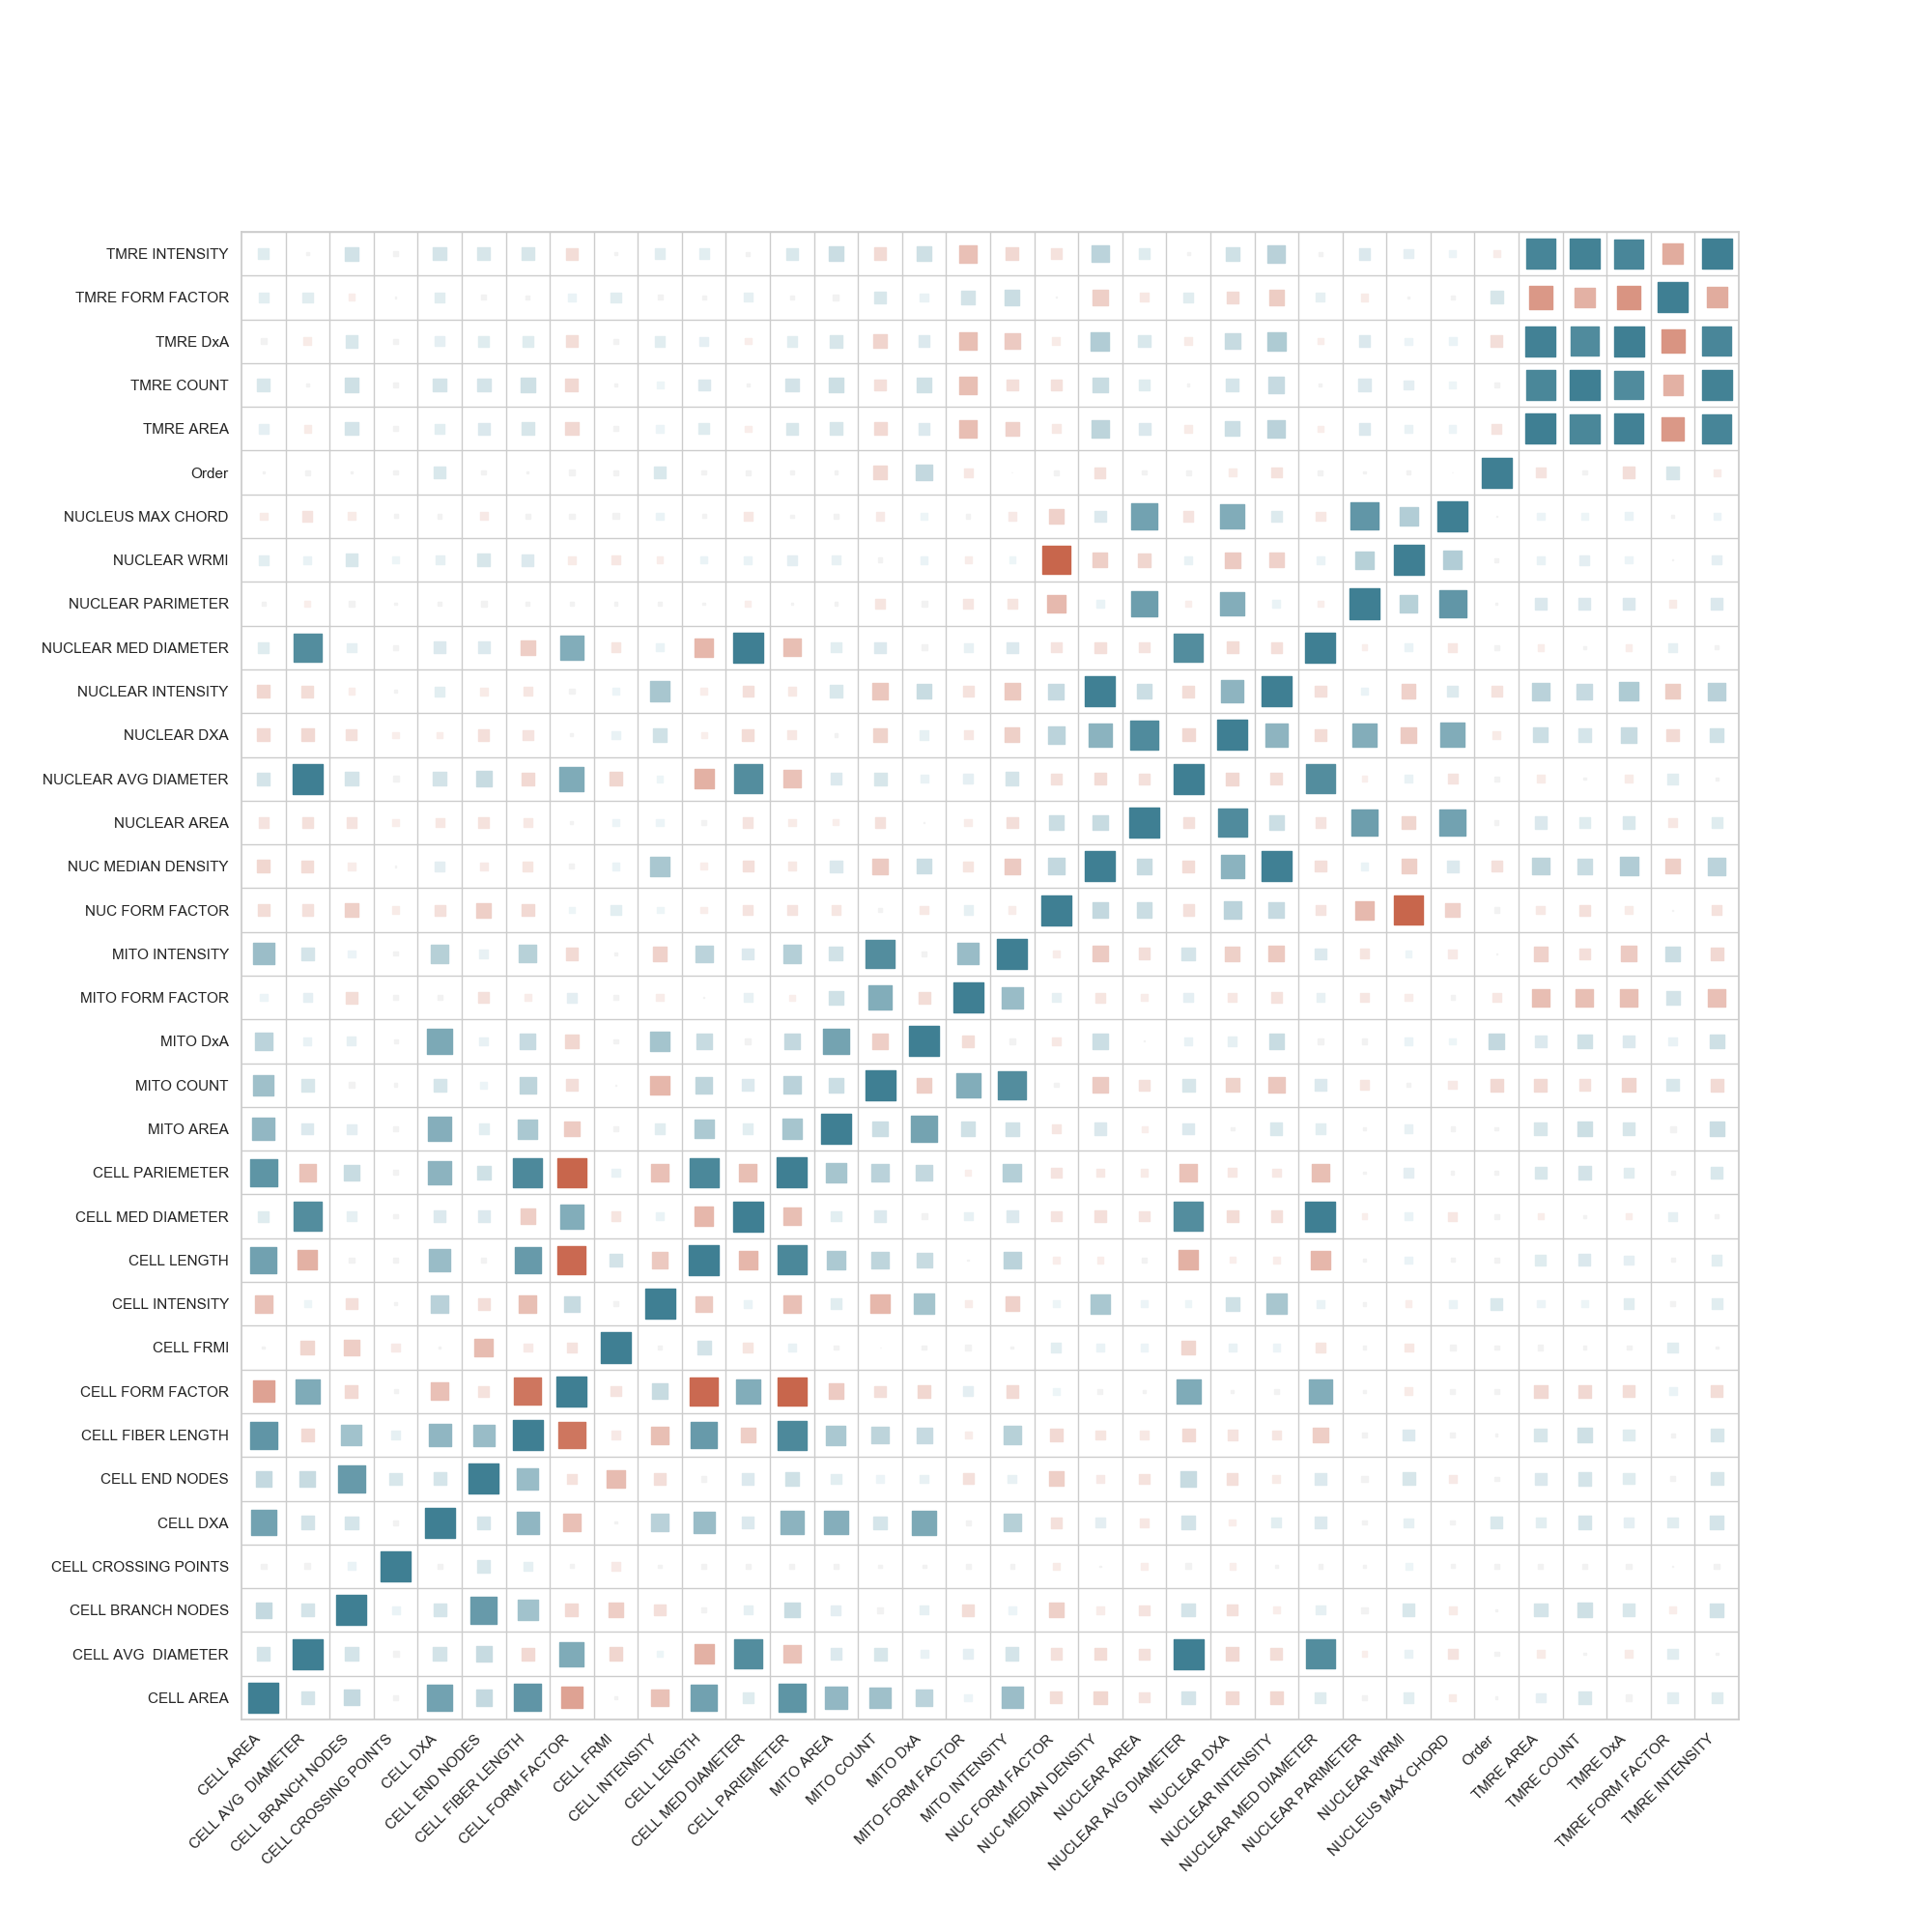 TMRE INTENSITY
TMRE FORM FACTOR
TMRE DxA
TMRE COUNT
TMRE AREA
Order
NUCLEUS MAX CHORD
NUCLEAR WRMI
NUCLEAR PARIMETER
NUCLEAR MED DIAMETER
NUCLEAR INTENSITY
NUCLEAR DXA
NUCLEAR AVG DIAMETER
NUCLEAR AREA
NUC MEDIAN DENSITY
NUC FORM FACTOR
MITO INTENSITY
MITO FORM FACTOR
MITO DxA
MITO COUNT
MITO AREA
CELL PARIEMETER
CELL MED DIAMETER
CELL LENGTH
CELL INTENSITY
CELL FRMI
CELL FORM FACTOR
CELL FIBER LENGTH
CELL END NODES
CELL DXA
CELL CROSSING POINTS
CELL BRANCH NODES
CELL AVG  DIAMETER
CELL AREA
CELL AREA
CELL AVG  DIAMETER
CELL BRANCH NODES
CELL CROSSING POINTS
CELL DXA
CELL END NODES
CELL FIBER LENGTH
CELL FORM FACTOR
CELL FRMI
CELL INTENSITY
CELL LENGTH
CELL MED DIAMETER
CELL PARIEMETER
MITO AREA
MITO COUNT
MITO DxA
MITO FORM FACTOR
MITO INTENSITY
NUC FORM FACTOR
NUC MEDIAN DENSITY
NUCLEAR AREA
NUCLEAR AVG DIAMETER
NUCLEAR DXA
NUCLEAR INTENSITY
NUCLEAR MED DIAMETER
NUCLEAR PARIMETER
NUCLEAR WRMI
NUCLEUS MAX CHORD
Order
TMRE AREA
TMRE COUNT
TMRE DxA
TMRE FORM FACTOR
TMRE INTENSITY